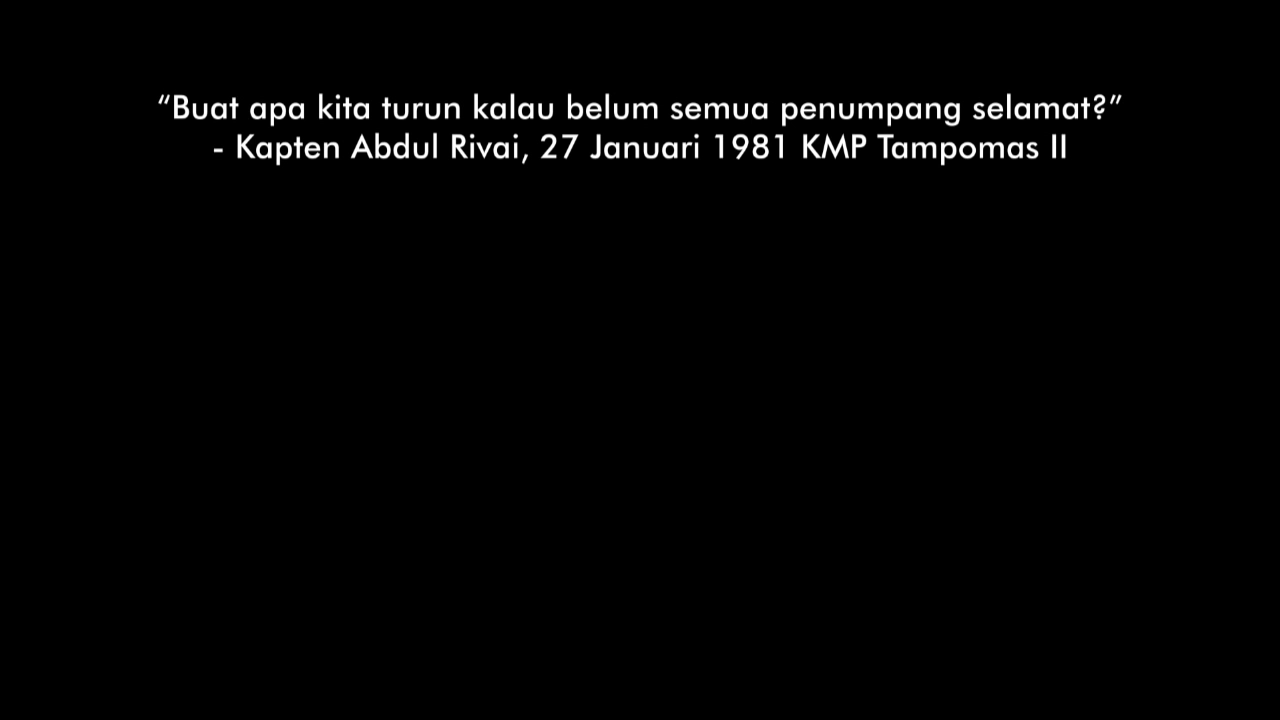 “Buat apa kita turun kalau belum semua penumpang selamat?”
- Kapten Abdul Rivai, 27 Januari 1981 KMP Tampomas II